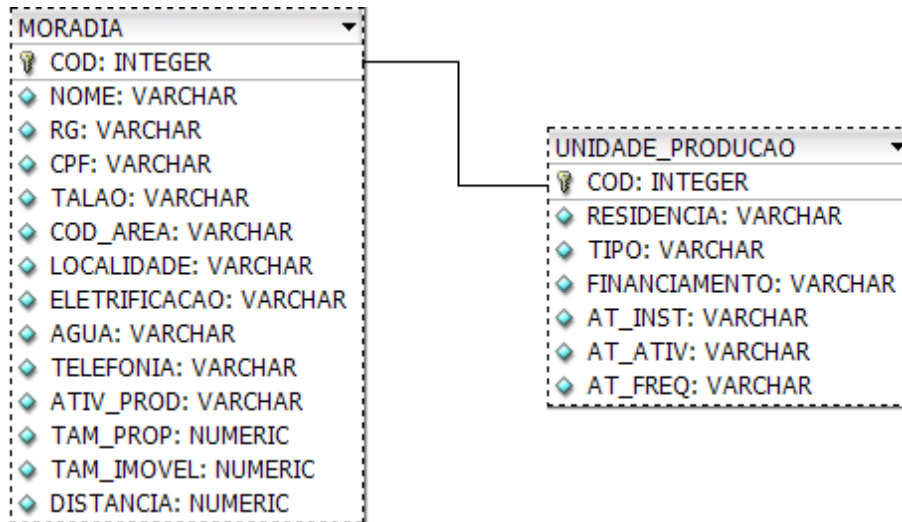 MORADIA
COD: INTEGER
NOME: VARCHAR
RG: VARCHAR
CPF: VARCHAR
TALAO: VARCHAR
COD_AREA: VARCHAR
LOCALIDADE: VARCHAR
ELETRIFICACAO: VARCHAR
AGUA: VARCHAR
TELEFONIA: VARCHAR
ATIV_PROD: VARCHAR
TAM_PROP: NUMERIC
TAM_IMOVEL: NUMERIC
DISTANCIA: NUMERIC
UNIDADE_PRODUCAO
COD: INTEGER
RESIDENCIA: VARCHAR
TIPO: VARCHAR
FINANCIAMENTO: VARCHAR
AT_INST: VARCHAR
AT_ATIV: VARCHAR
AT_FREQ: VARCHAR